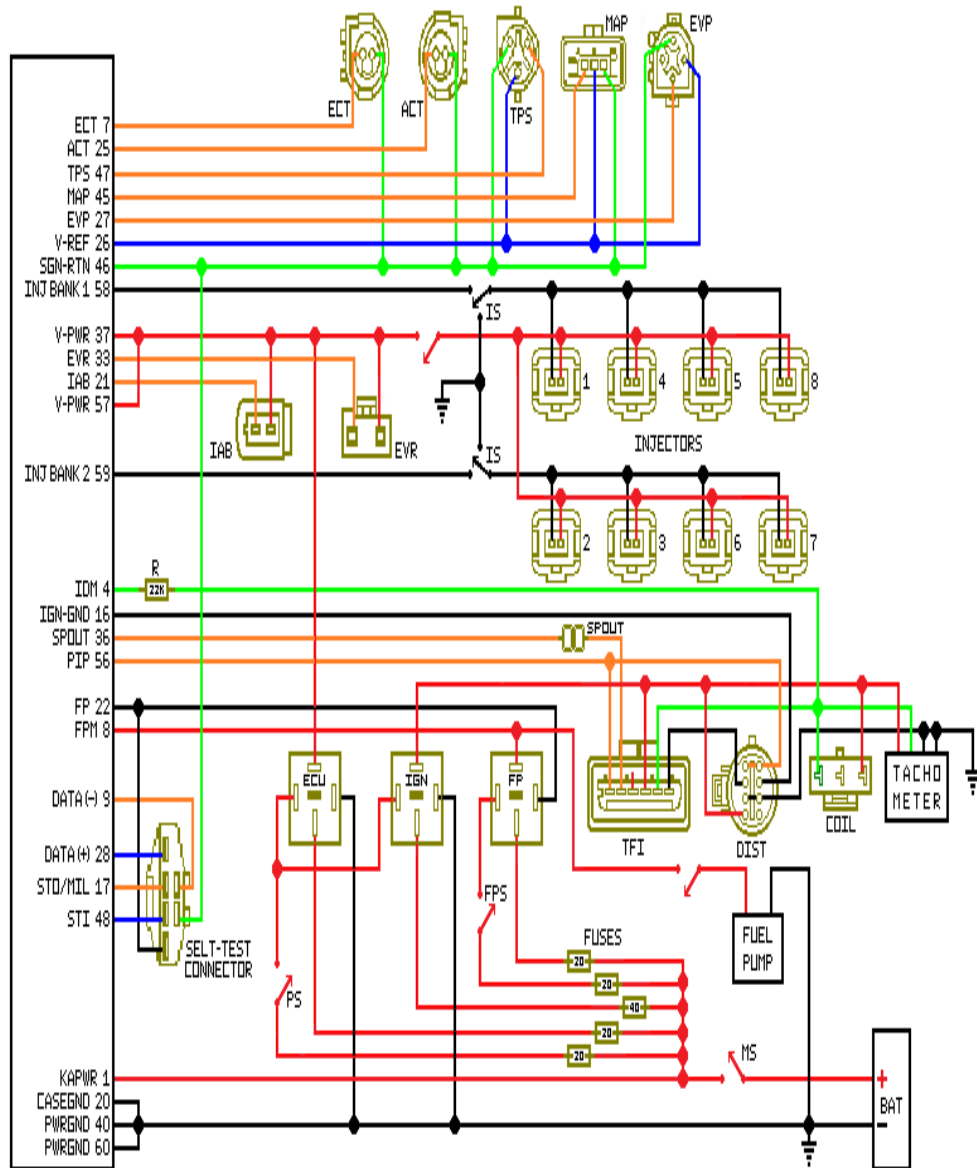 MAP
EVP
ECT
ACT
TPS
ECT 7
ACT 25
TPS 47
MAP 45
EVP 27
V-REF 26
SGN-RTN 46
INJ BANK 1 58
IS
V-PWR 37
EVR 33
IAB 21
V-PWR 57
1
4
5
8
IAB
EVR
INJECTORS
IS
INJ BANK 2 59
2
3
6
7
R
IDM 4
22K
IGN-GND 16
SPOUT 36
SPOUT
PIP 56
FP 22
FPM 8
ECU
IGN
FP
TACHO
METER
DATA(-) 9
COIL
TFI
DIST
DATA(+) 28
STO/MIL 17
FPS
STI 48
SELT-TEST
CONNECTOR
FUSES
FUEL
PUMP
20
20
PS
40
20
20
MS
KAPWR 1
+
BAT
-
CASEGND 20
PWRGND 40
PWRGND 60